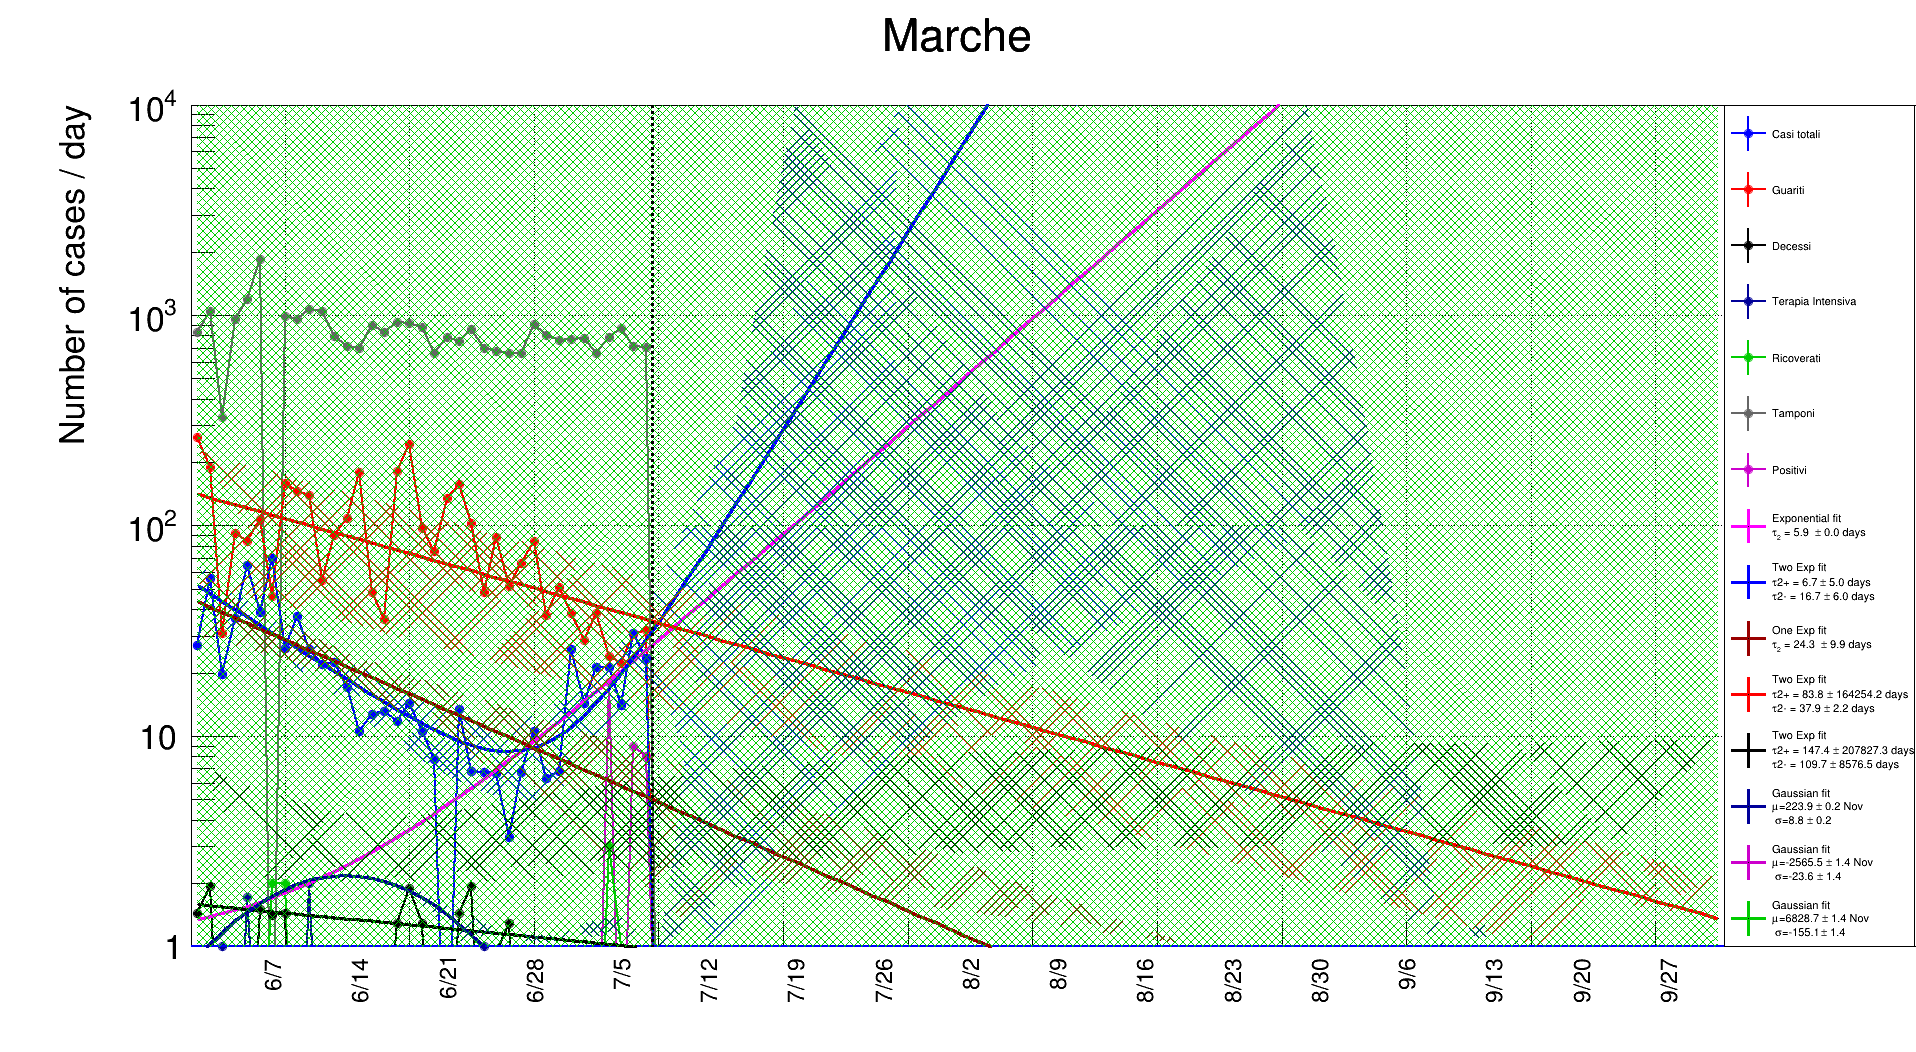 Marche
Number of cases / day
10^4
10^3
10^2
10
1
6/7
6/14
6/21
6/28
7/5
7/12
7/19
7/26
8/2
8/9
8/16
8/23
8/30
9/6
9/13
9/20
9/27
Casi totali
Guariti
Decessi
Terapia Intensiva
Ricoverati
Tamponi
Positivi
Exponential fit
τ₂ = 5.9 ± 0.0 days
Two Exp fit
τ2+ = 6.7 ± 5.0 days
τ2- = 16.7 ± 6.0 days
One Exp fit
τ₂ = 24.3 ± 9.9 days
Two Exp fit
τ2+ = 83.8 ± 164254.2 days
τ2- = 37.9 ± 2.2 days
Two Exp fit
τ2+ = 147.4 ± 207827.3 days
τ2- = 109.7 ± 8576.5 days
Gaussian fit
μ=223.9 ± 0.2 Nov
σ=8.8 ± 0.2
Gaussian fit
μ=-2565.5 ± 1.4 Nov
σ=-23.6 ± 1.4
Gaussian fit
μ=6828.7 ± 1.4 Nov
σ=-155.1 ± 1.4